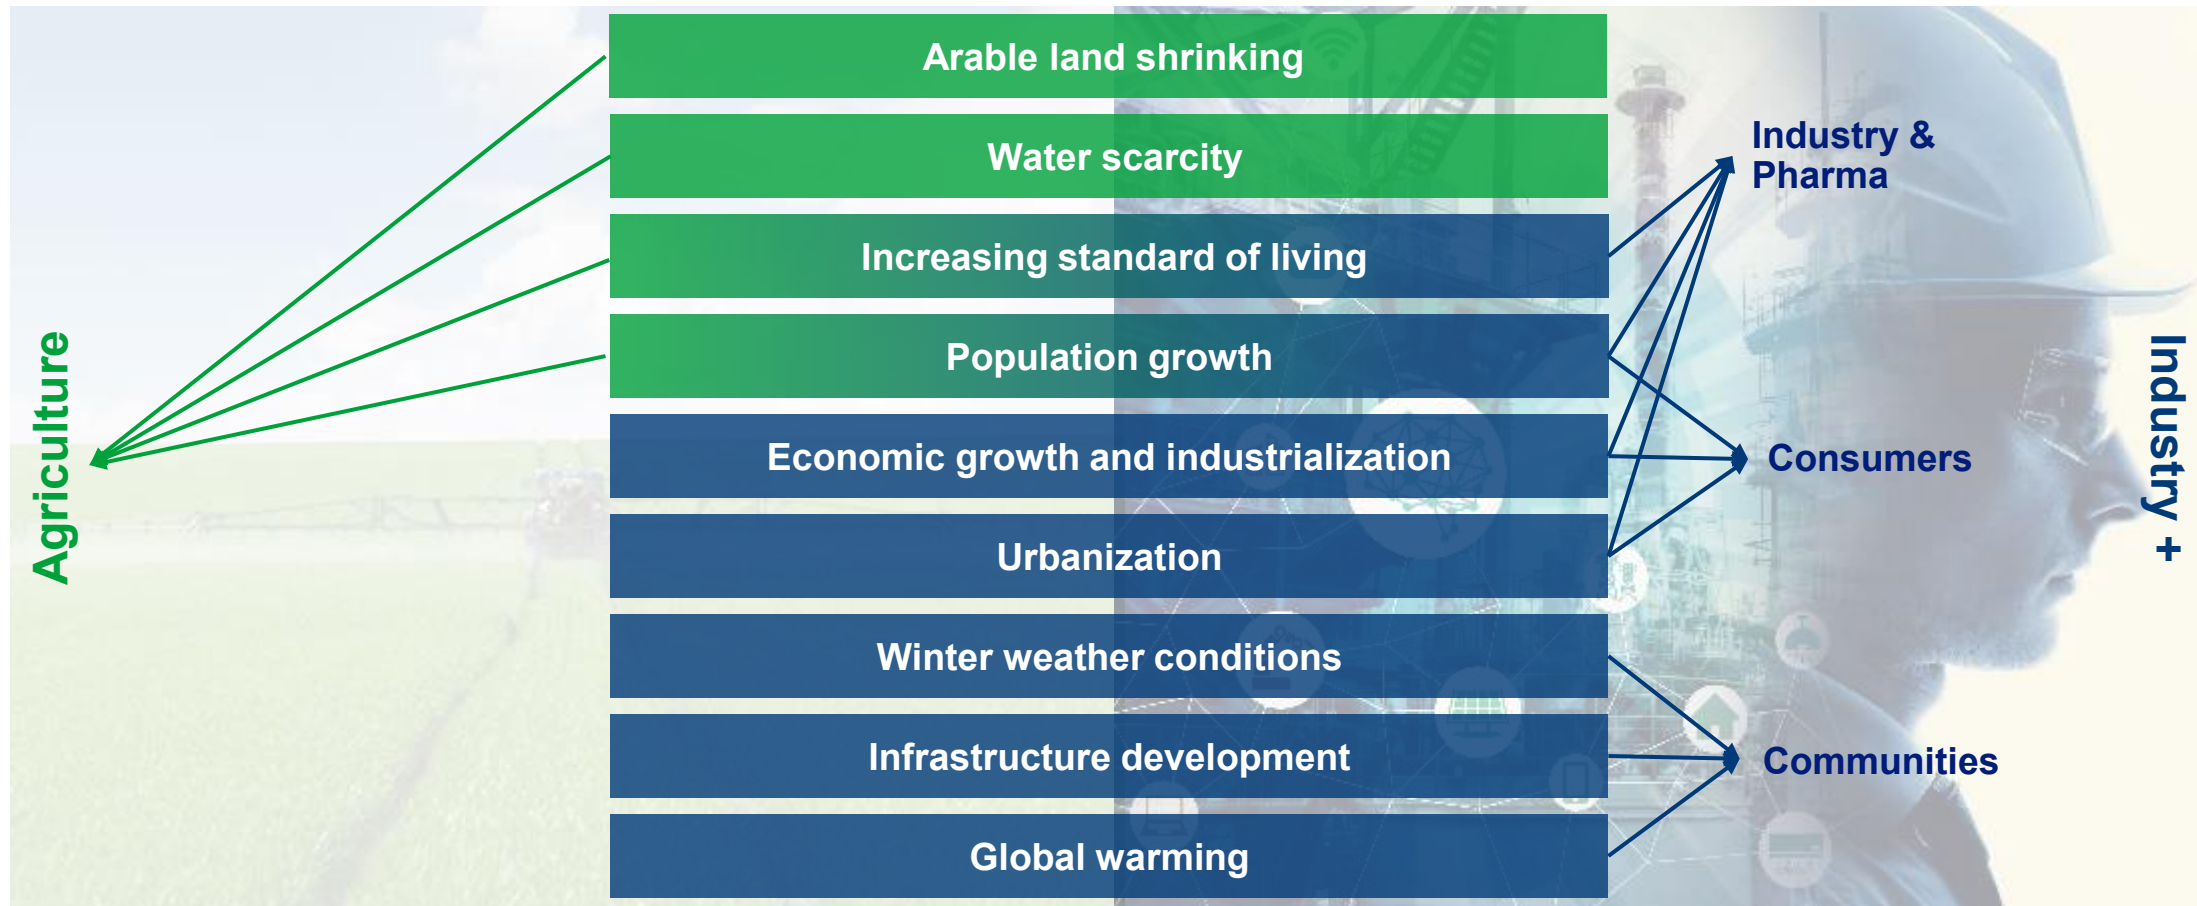 Arable land shrinking
Water scarcity
Increasing standard of living
Population growth
Economic growth and industrialization
Urbanization
Winter weather conditions
Infrastructure development
Global warming
Agriculture
Industry &
Pharma
Consumers
Communities
Industry +